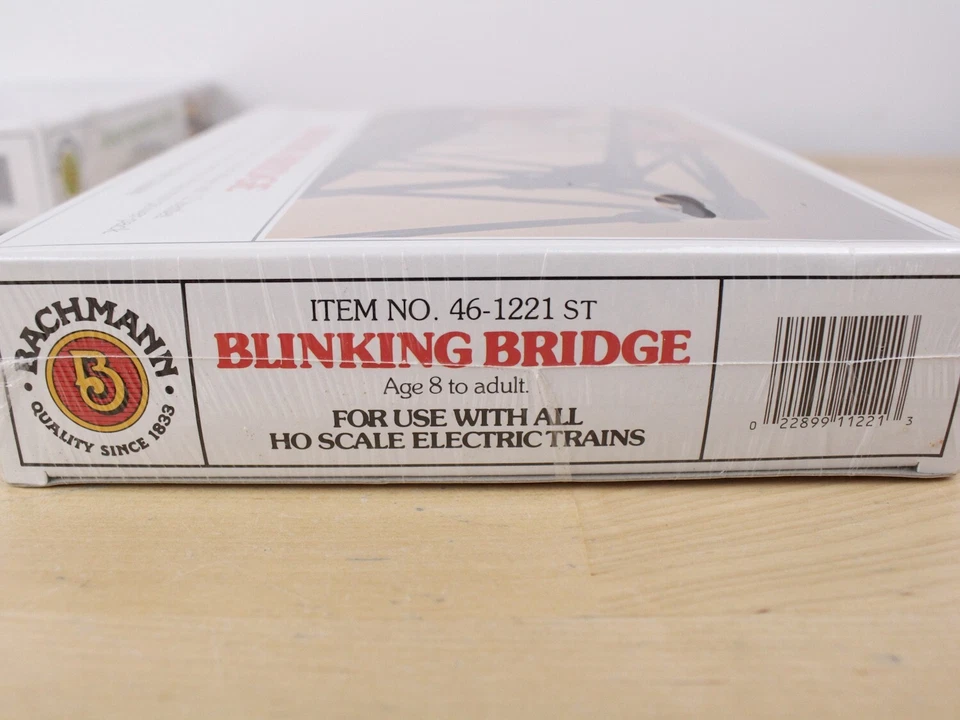 BACHMANN
QUALITY SINCE 1833
ITEM NO. 46-1221 ST
BLINKING BRIDGE
Age 8 to adult.
FOR USE WITH ALL
HO SCALE ELECTRIC TRAINS
0 22899 11221 3